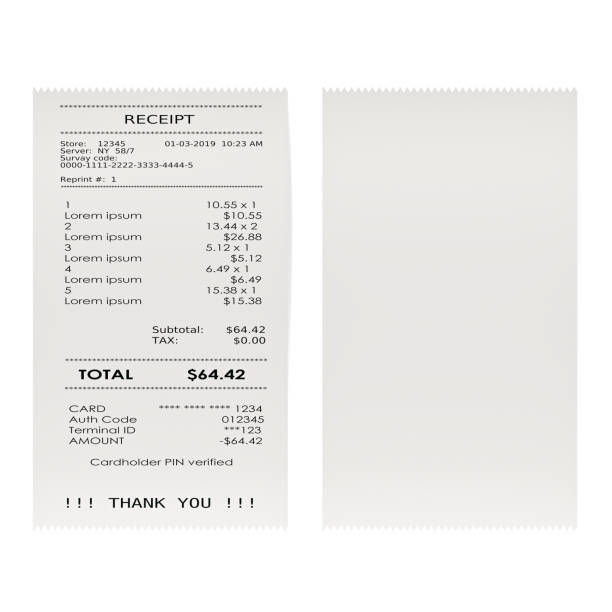 ****************************************************
RECEIPT
****************************************************
Store: 12345 01-03-2019 10:23 AM
Server: NY 58/7
Survay code:
0000-1111-2222-3333-4444-5
Reprint #: 1
****************************************************
1 10.55 x 1
Lorem ipsum $10.55
2 13.44 x 2
Lorem ipsum $26.88
3 5.12 x 1
Lorem ipsum $5.12
4 6.49 x 1
Lorem ipsum $6.49
5 15.38 x 1
Lorem ipsum $15.38
Subtotal: $64.42
TAX: $0.00
****************************************************
TOTAL $64.42
****************************************************
CARD **** **** **** 1234
Auth Code 012345
Terminal ID ***123
AMOUNT -$64.42
Cardholder PIN verified
!!! THANK YOU !!!